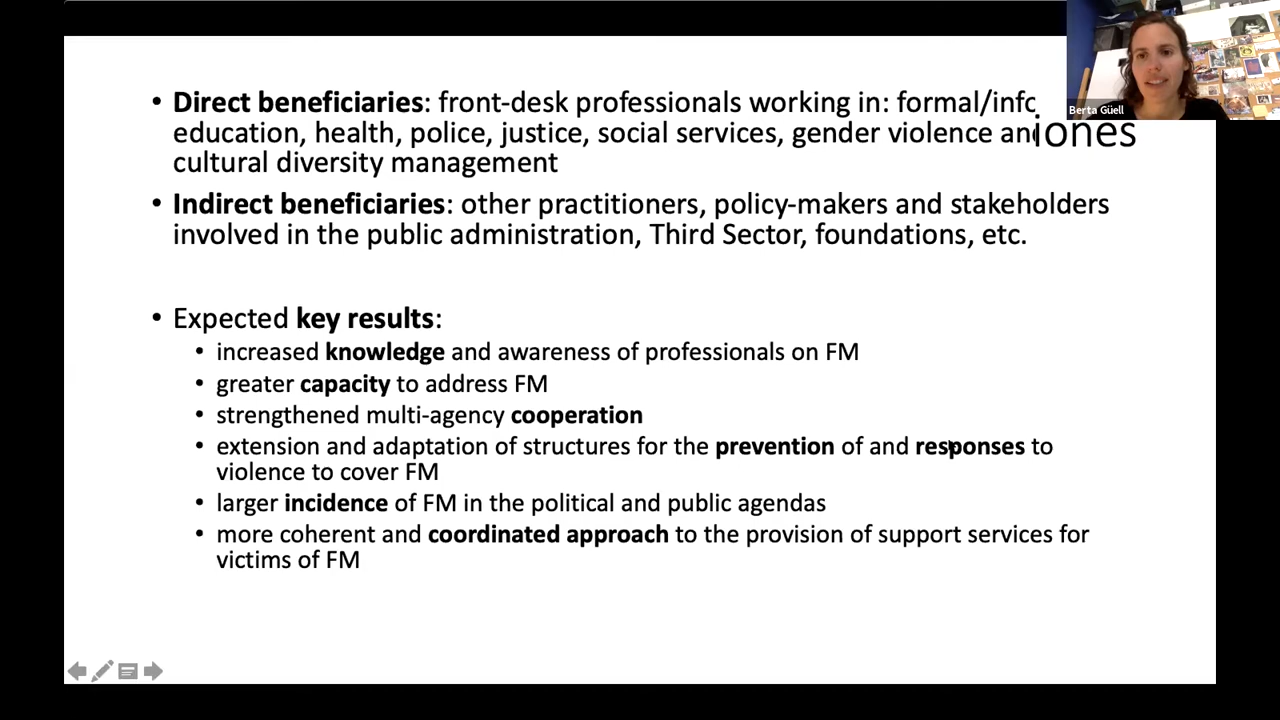 • Direct beneficiaries: front-desk professionals working in: formal/info
education, health, police, justice, social services, gender violence and
cultural diversity management
iones
• Indirect beneficiaries: other practitioners, policy-makers and stakeholders
involved in the public administration, Third Sector, foundations, etc.
• Expected key results:
• increased knowledge and awareness of professionals on FM
• greater capacity to address FM
• strengthened multi-agency cooperation
• extension and adaptation of structures for the prevention of and responses to
violence to cover FM
• larger incidence of FM in the political and public agendas
• more coherent and coordinated approach to the provision of support services for
victims of FM
Berta Güell